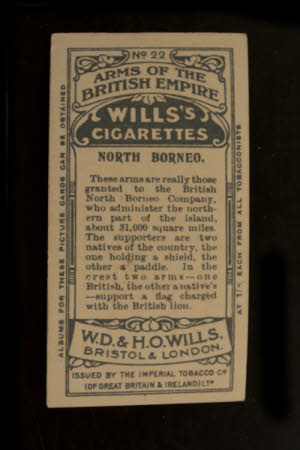 No 22
ARMS OF THE
BRITISH EMPIRE
WILLS'S
CIGARETTES
NORTH BORNEO.
These arms are really those
granted to the British
North Borneo Company,
who administer the north-
ern part of the island,
about 31,000 square miles.
The supporters are two
natives of the country, the
one holding a shield, the
other a paddle. In the
crest two arms—one
British, the other a native's
—support a flag charged
with the British lion.
W.D. & H.O. WILLS.
BRISTOL & LONDON.
ISSUED BY THE IMPERIAL TOBACCO Co
(OF GREAT BRITAIN & IRELAND) LTD
ALBUMS FOR THESE PICTURE CARDS CAN BE OBTAINED
AT 1/- EACH FROM ALL TOBACCONISTS